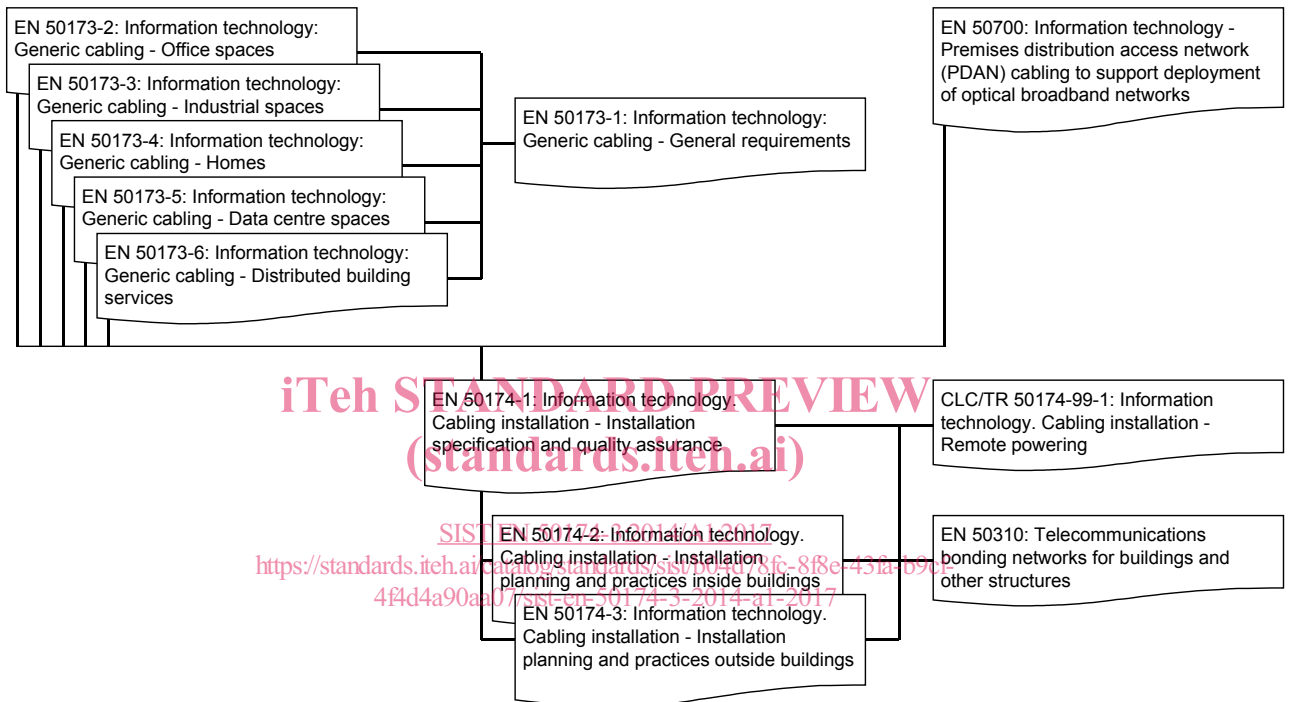 EN 50173-2: Information technology:
Generic cabling - Office spaces
EN 50173-3: Information technology:
Generic cabling - Industrial spaces
EN 50173-4: Information technology:
Generic cabling - Homes
EN 50173-5: Information technology:
Generic cabling - Data centre spaces
EN 50173-6: Information technology:
Generic cabling - Distributed building
services
EN 50173-1: Information technology:
Generic cabling - General requirements
EN 50700: Information technology -
Premises distribution access network
(PDAN) cabling to support deployment
of optical broadband networks
iTeh STANDARD PREVIEW
(standards.iteh.ai)
EN 50174-1: Information technology.
Cabling installation - Installation
specification and quality assurance
CLC/TR 50174-99-1: Information
technology. Cabling installation -
Remote powering
SIST EN 50174-3:2014/A1:2017
https://standards.iteh.ai/catalog/standards/sist/b04d78fc-8f8e-43fa-b9cf-
4f4d4a90aa07/sist-en-50174-3-2014-a1-2017
EN 50174-2: Information technology.
Cabling installation - Installation
planning and practices inside buildings
EN 50174-3: Information technology.
Cabling installation - Installation
planning and practices outside buildings
EN 50310: Telecommunications
bonding networks for buildings and
other structures